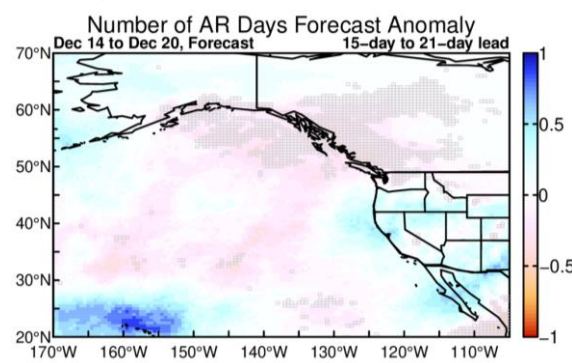 Number of AR Days Forecast Anomaly
Dec 14 to Dec 20, Forecast 15-day to 21-day lead
70°N
60°N
50°N
40°N
30°N
20°N
170°W 160°W 150°W 140°W 130°W 120°W 110°W
1
0.5
0
-0.5
-1